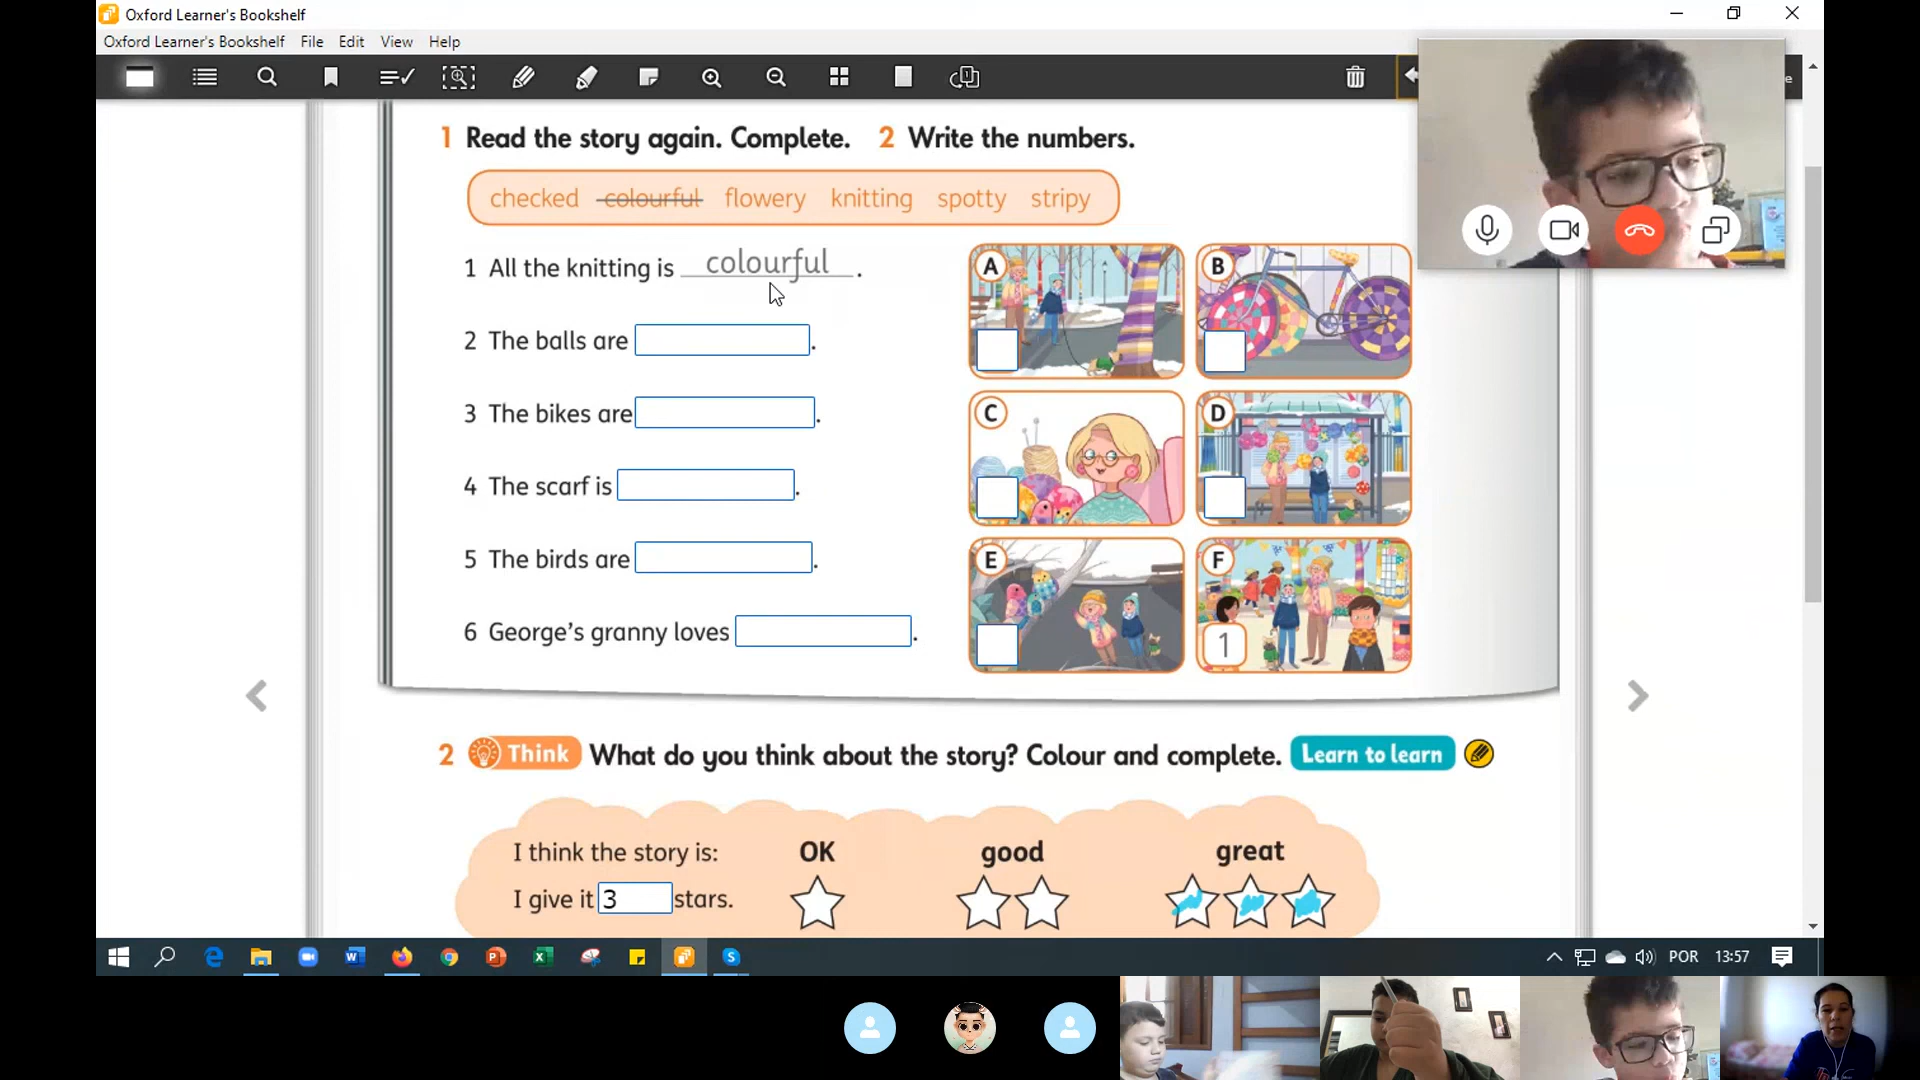 Oxford Learner's Bookshelf
Oxford Learner's Bookshelf File Edit View Help
1 Read the story again. Complete. 2 Write the numbers.
checked colourful flowery knitting spotty stripy
1 All the knitting is colourful .
2 The balls are .
3 The bikes are .
4 The scarf is .
5 The birds are .
6 George's granny loves .
A B
C D
E F
1
2 Think What do you think about the story? Colour and complete. Learn to learn
I think the story is: OK good great
I give it 3 stars.
POR 13:57